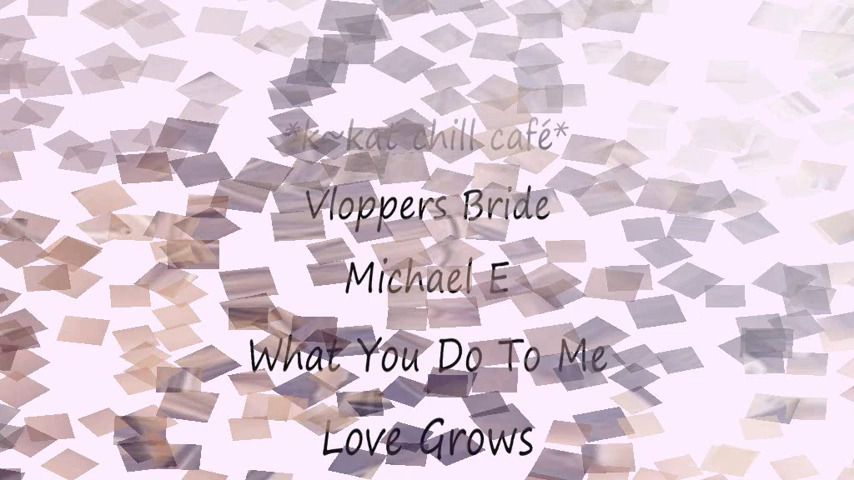 *k~kat chill café*
Vloppers Bride
Michael E
What You Do To Me
Love Grows